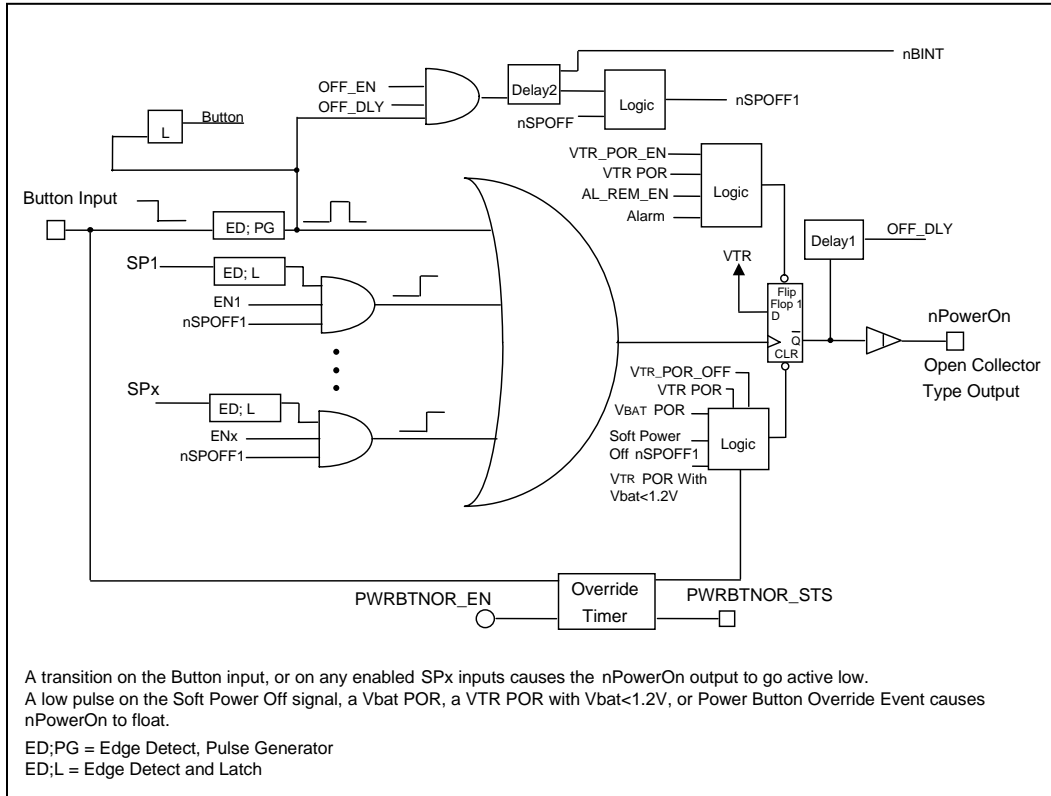 nBINT
OFF_EN
OFF_DLY
Delay2
Logic
nSPOFF1
nSPOFF
Button
L
VTR_POR_EN
VTR POR
AL_REM_EN
Alarm
Logic
Button Input
ED; PG
Delay1
OFF_DLY
VTR
SP1
ED; L
EN1
nSPOFF1
Flip
Flop 1
D
Q
CLR
nPowerOn
Open Collector
Type Output
SPx
ED; L
ENx
nSPOFF1
VTR_POR_OFF
VTR POR
VBAT POR
Soft Power
Off nSPOFF1
VTR POR With
Vbat<1.2V
Logic
PWRBTNOR_EN
Override
Timer
PWRBTNOR_STS
A transition on the Button input, or on any enabled SPx inputs causes the nPowerOn output to go active low.
A low pulse on the Soft Power Off signal, a Vbat POR, a VTR POR with Vbat<1.2V, or Power Button Override Event causes
nPowerOn to float.
ED;PG = Edge Detect, Pulse Generator
ED;L = Edge Detect and Latch